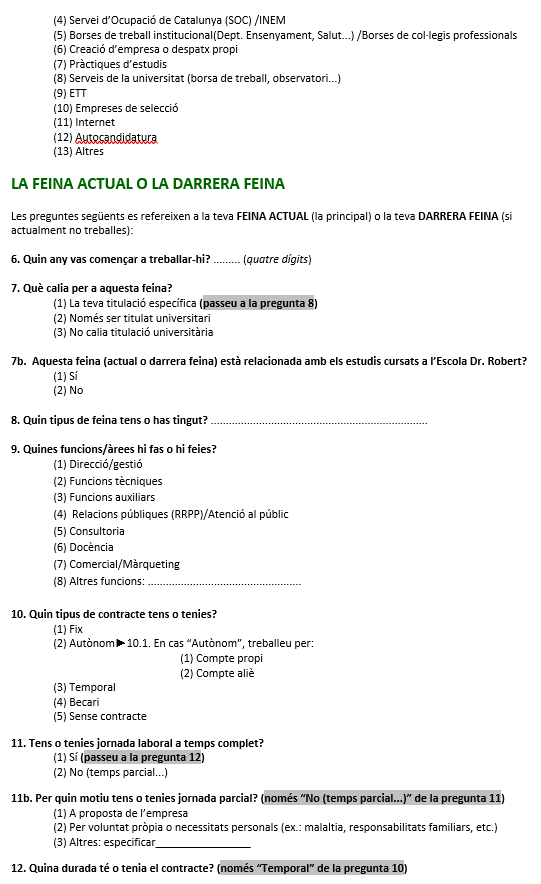 (4) Servei d’Ocupació de Catalunya (SOC) /INEM
(5) Borses de treball institucional(Dept. Ensenyament, Salut...) /Borses de col·legis professionals
(6) Creació d’empresa o despatx propi
(7) Pràctiques d’estudis
(8) Serveis de la universitat (borsa de treball, observatori...)
(9) ETT
(10) Empreses de selecció
(11) Internet
(12) Autocandidatura
(13) Altres
LA FEINA ACTUAL O LA DARRERA FEINA
Les preguntes següents es refereixen a la teva FEINA ACTUAL (la principal) o la teva DARRERA FEINA (si
actualment no treballes):
6. Quin any vas començar a treballar-hi? ......... (quatre dígits)
7. Què calia per a aquesta feina?
(1) La teva titulació específica (passeu a la pregunta 8)
(2) Només ser titulat universitari
(3) No calia titulació universitària
7b. Aquesta feina (actual o darrera feina) està relacionada amb els estudis cursats a l’Escola Dr. Robert?
(1) Sí
(2) No
8. Quin tipus de feina tens o has tingut? ........................................................................
9. Quines funcions/àrees hi fas o hi feies?
(1) Direcció/gestió
(2) Funcions tècniques
(3) Funcions auxiliars
(4) Relacions públiques (RRPP)/Atenció al públic
(5) Consultoria
(6) Docència
(7) Comercial/Màrqueting
(8) Altres funcions: ...................................................
10. Quin tipus de contracte tens o tenies?
(1) Fix
(2) Autònom►10.1. En cas “Autònom”, treballeu per:
(1) Compte propi
(2) Compte aliè
(3) Temporal
(4) Becari
(5) Sense contracte
11. Tens o tenies jornada laboral a temps complet?
(1) Sí (passeu a la pregunta 12)
(2) No (temps parcial...)
11b. Per quin motiu tens o tenies jornada parcial? (només “No (temps parcial...)” de la pregunta 11)
(1) A proposta de l’empresa
(2) Per voluntat pròpia o necessitats personals (ex.: malaltia, responsabilitats familiars, etc.)
(3) Altres: especificar_________________
12. Quina durada té o tenia el contracte? (només “Temporal” de la pregunta 10)